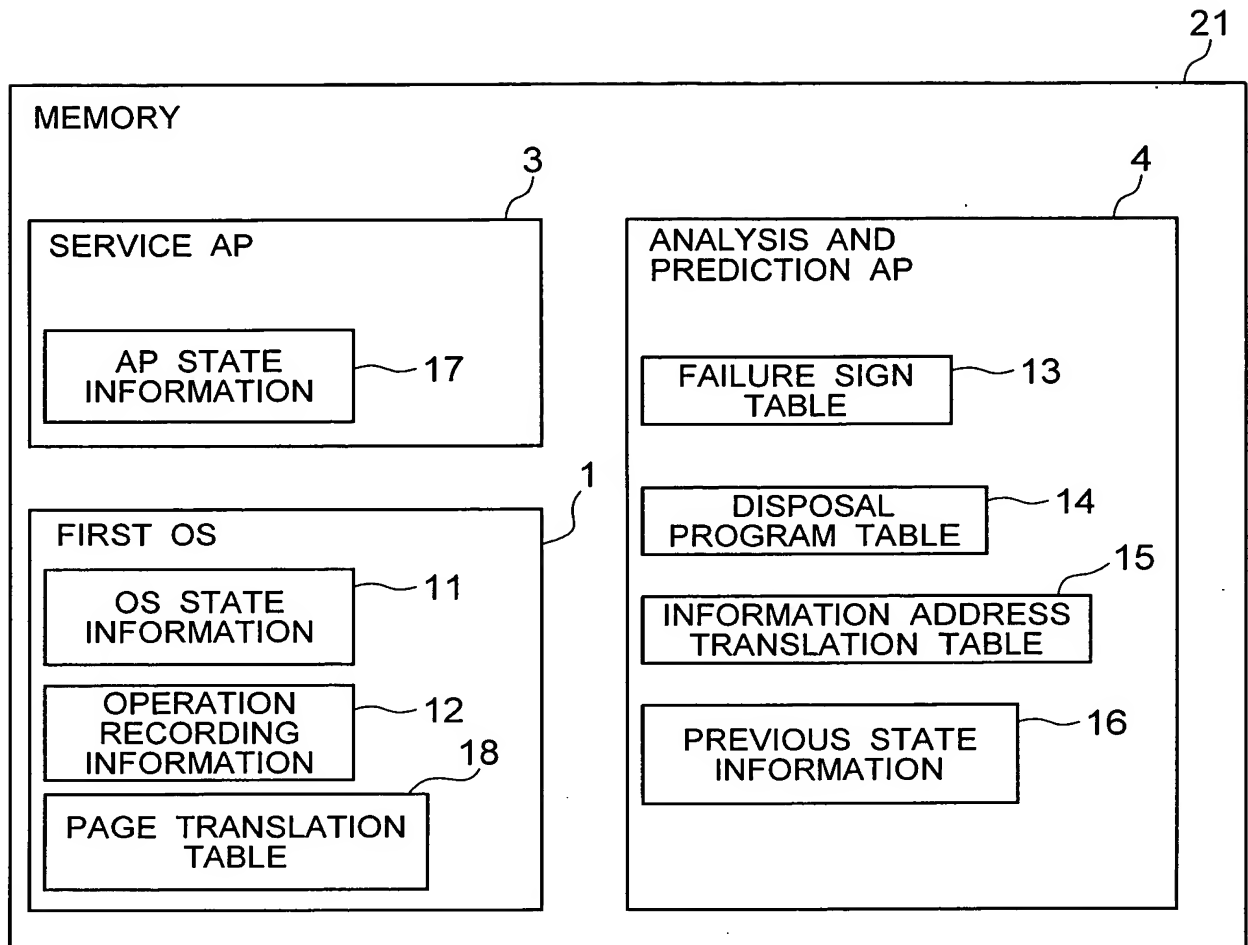 21
MEMORY
3
SERVICE AP
AP STATE
INFORMATION
17
1
FIRST OS
OS STATE
INFORMATION
11
OPERATION
RECORDING
INFORMATION
12
18
PAGE TRANSLATION
TABLE
4
ANALYSIS AND
PREDICTION AP
FAILURE SIGN
TABLE
13
DISPOSAL
PROGRAM TABLE
14
15
INFORMATION ADDRESS
TRANSLATION TABLE
PREVIOUS STATE
INFORMATION
16